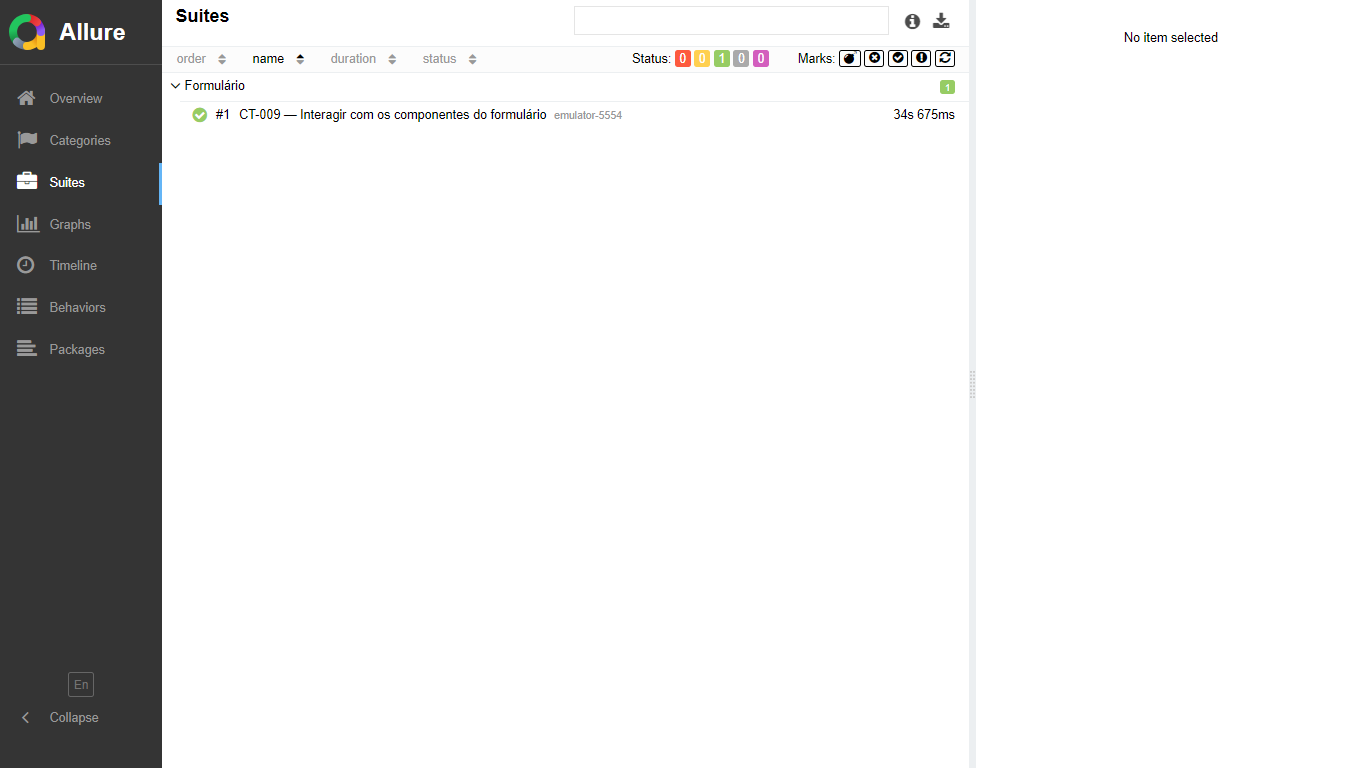 Allure
Overview
Categories
Suites
Graphs
Timeline
Behaviors
Packages
En
Collapse
Suites
order name duration status Status: 0 0 1 0 0 Marks:
Formulário 1
#1 CT-009 — Interagir com os componentes do formulário emulator-5554 34s 675ms
No item selected